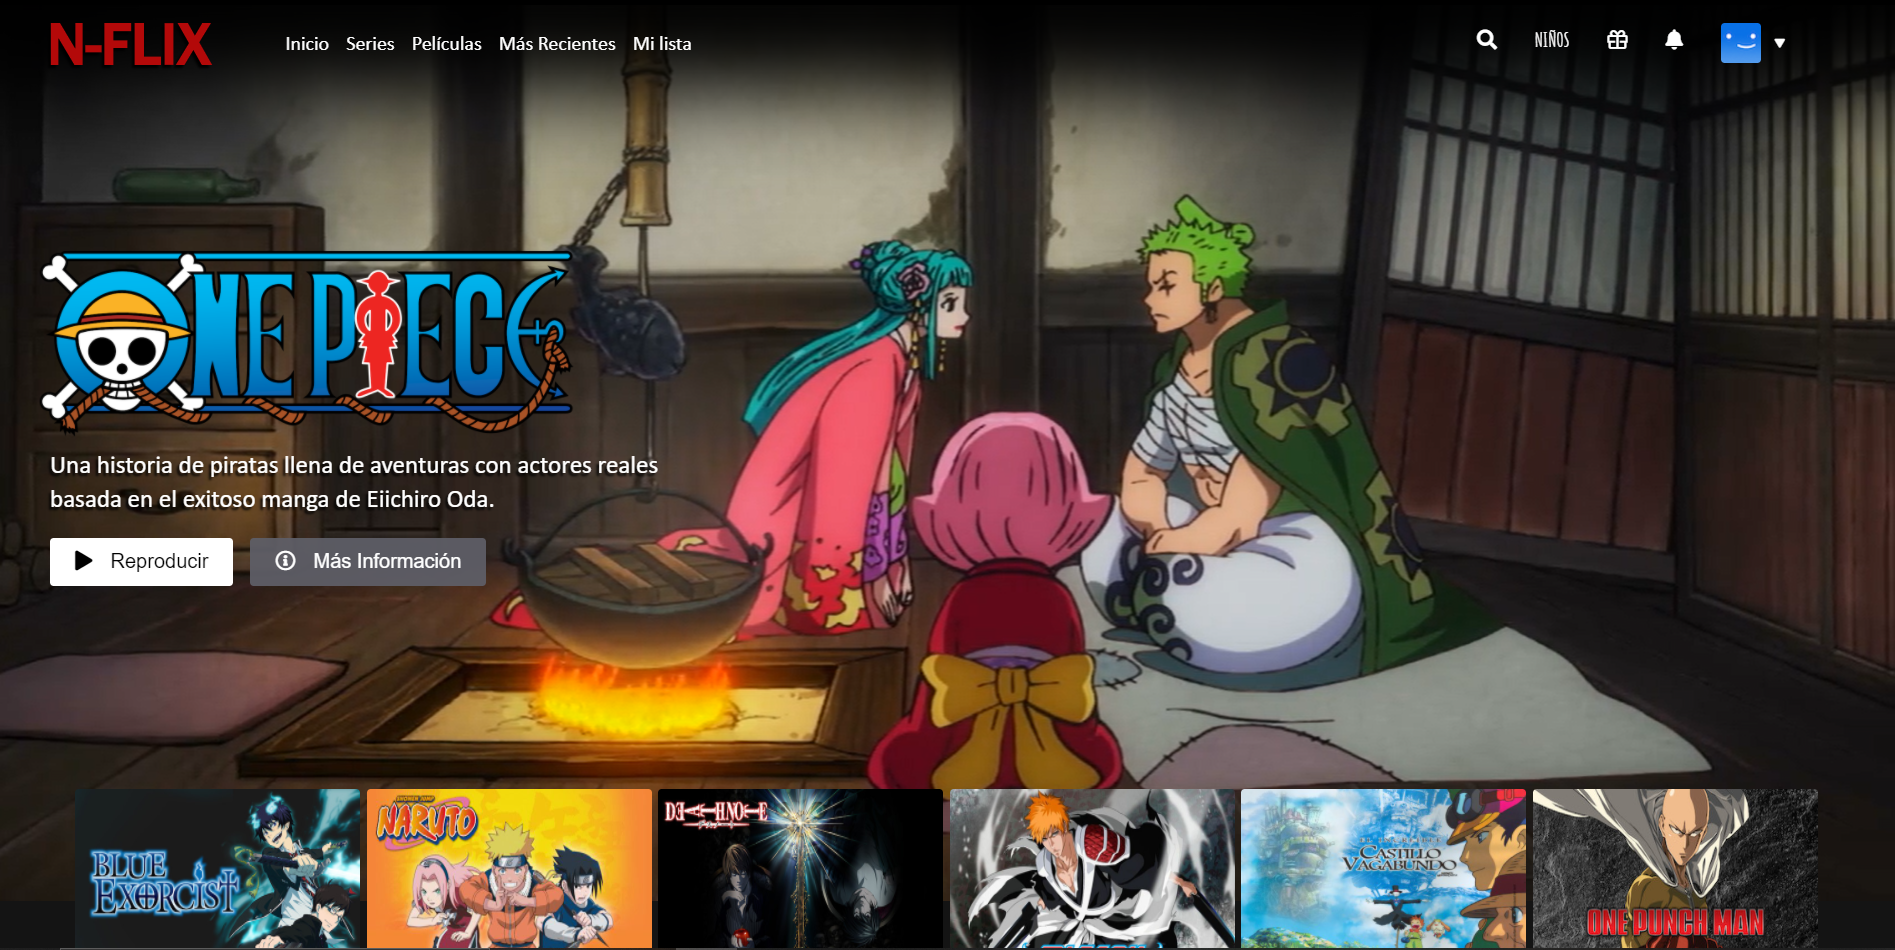 N-FLIX
Inicio Series Películas Más Recientes Mi lista
NIÑOS
ONE PIECE
Una historia de piratas llena de aventuras con actores reales
basada en el exitoso manga de Eiichiro Oda.
Reproducir Más Información
BLUE
EXORCIST
SHONEN JUMP
NARUTO
DEATH NOTE
CASTILLO
VAGABUNDO
ONE PUNCH MAN